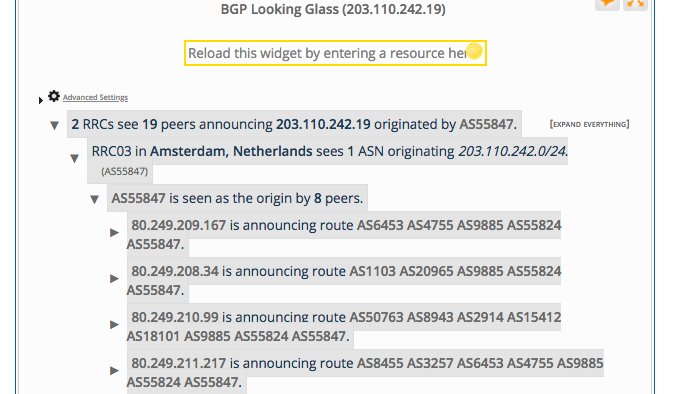 BGP Looking Glass (203.110.242.19)
Reload this widget by entering a resource
Advanced Settings
2 RRCs see 19 peers announcing 203.110.242.19 originated by AS55847. [EXPAND EVERYTHING]
RRC03 in Amsterdam, Netherlands sees 1 ASN originating 203.110.242.0/24.
(AS55847)
AS55847 is seen as the origin by 8 peers.
80.249.209.167 is announcing route AS6453 AS4755 AS9885 AS55824
AS55847.
80.249.208.34 is announcing route AS1103 AS20965 AS9885 AS55824
AS55847.
80.249.210.99 is announcing route AS50763 AS8943 AS2914 AS15412
AS18101 AS9885 AS55824 AS55847.
80.249.211.217 is announcing route AS8455 AS3257 AS6453 AS4755 AS9885
AS55824 AS55847.